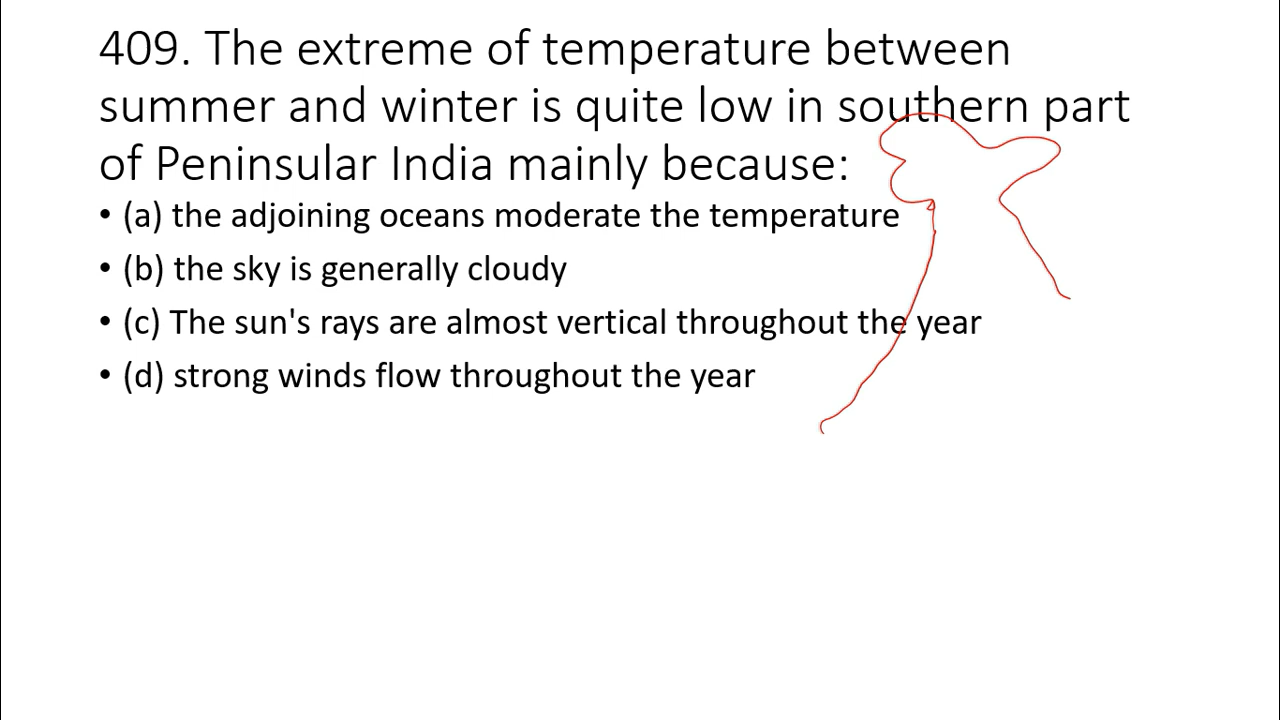 409. The extreme of temperature between
summer and winter is quite low in southern part
of Peninsular India mainly because:
• (a) the adjoining oceans moderate the temperature
• (b) the sky is generally cloudy
• (c) The sun's rays are almost vertical throughout the year
• (d) strong winds flow throughout the year